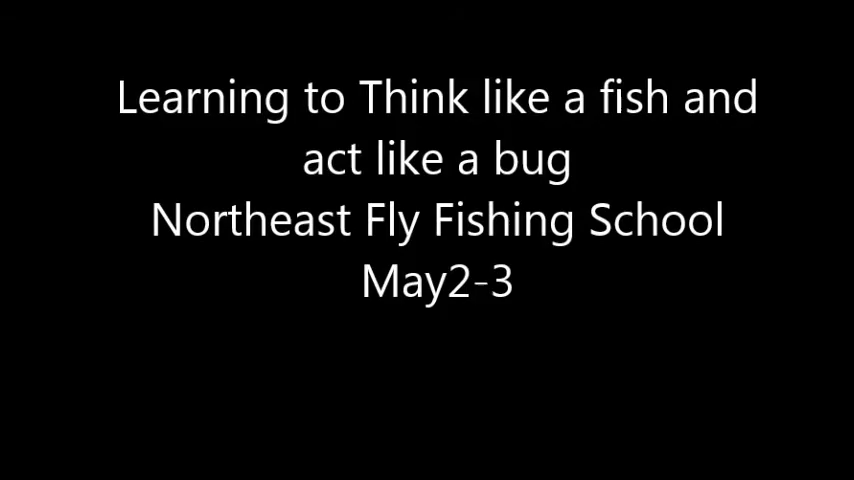 Learning to Think like a fish and
act like a bug
Northeast Fly Fishing School
May2-3